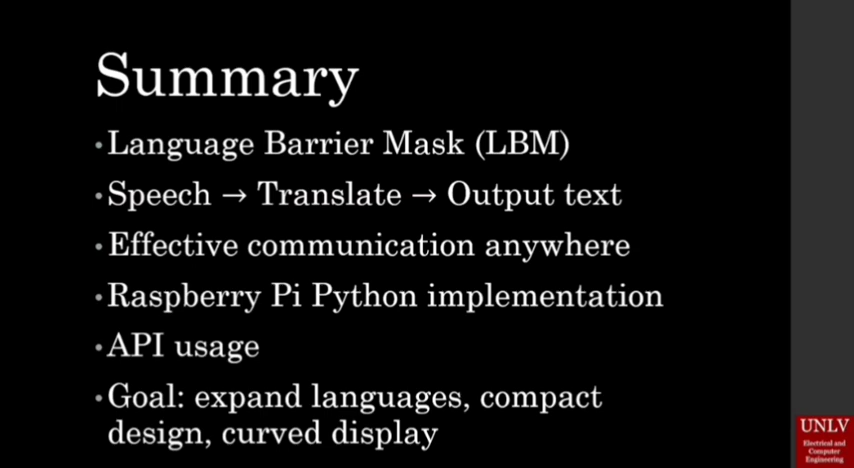 Summary
•Language Barrier Mask (LBM)
•Speech → Translate → Output text
•Effective communication anywhere
•Raspberry Pi Python implementation
•API usage
•Goal: expand languages, compact
design, curved display
UNLV
Electrical and
Computer
Engineering